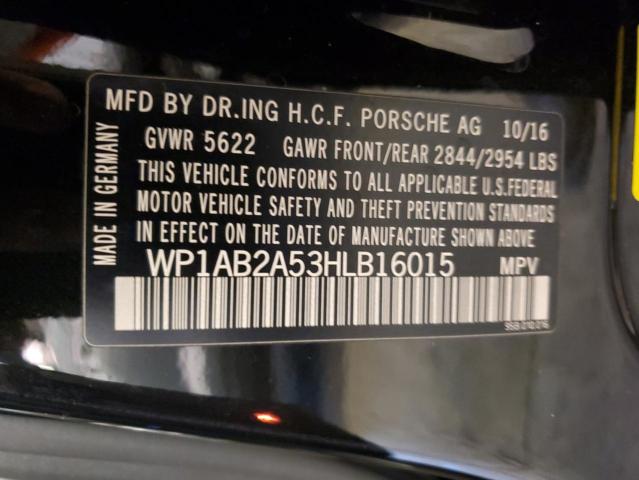 MFD BY DR.ING H.C.F. PORSCHE AG 10/16
GVWR 5622 GAWR FRONT/REAR 2844/2954 LBS
THIS VEHICLE CONFORMS TO ALL APPLICABLE U.S.FEDERAL
MOTOR VEHICLE SAFETY AND THEFT PREVENTION STANDARDS
IN EFFECT ON THE DATE OF MANUFACTURE SHOWN ABOVE
WP1AB2A53HLB16015 MPV
MADE IN GERMANY